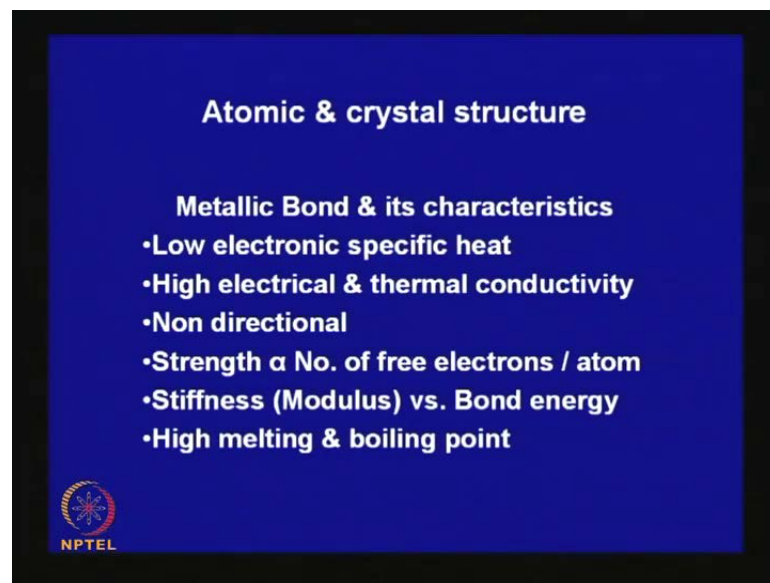 Atomic & crystal structure
Metallic Bond & its characteristics
•Low electronic specific heat
•High electrical & thermal conductivity
•Non directional
•Strength α No. of free electrons / atom
•Stiffness (Modulus) vs. Bond energy
•High melting & boiling point
NPTEL